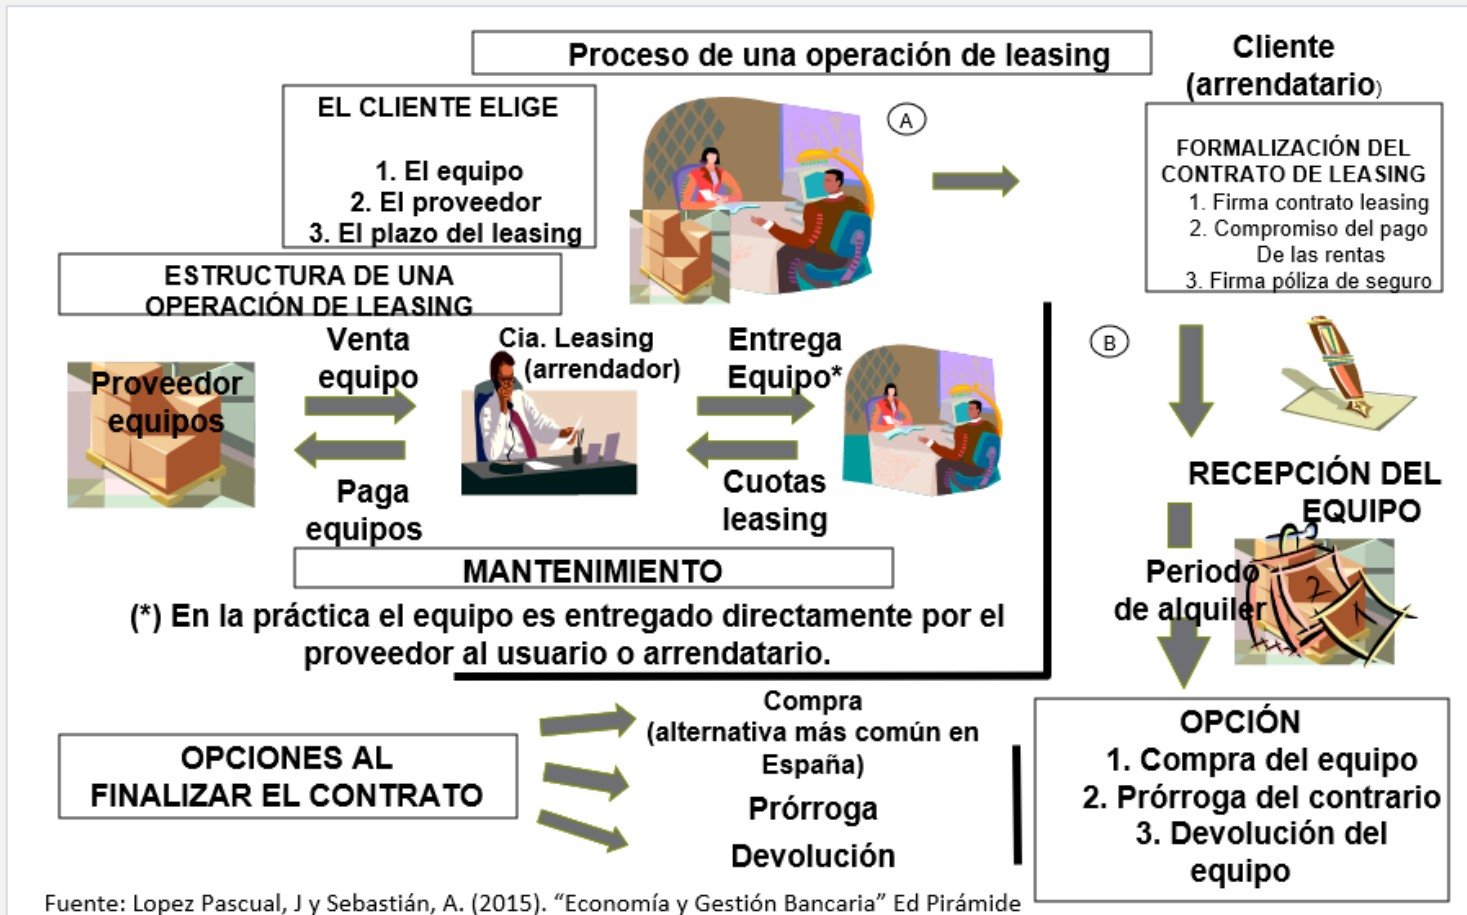 Proceso de una operación de leasing
Cliente
(arrendatario)
EL CLIENTE ELIGE
1. El equipo
2. El proveedor
3. El plazo del leasing
A
FORMALIZACIÓN DEL
CONTRATO DE LEASING
1. Firma contrato leasing
2. Compromiso del pago
De las rentas
3. Firma póliza de seguro
ESTRUCTURA DE UNA
OPERACIÓN DE LEASING
Proveedor
equipos
Venta
equipo
Paga
equipos
Cia. Leasing
(arrendador)
Entrega
Equipo*
Cuotas
leasing
B
RECEPCIÓN DEL
EQUIPO
Periodo
de alquiler
2
1
MANTENIMIENTO
(*) En la práctica el equipo es entregado directamente por el
proveedor al usuario o arrendatario.
OPCIONES AL
FINALIZAR EL CONTRATO
Compra
(alternativa más común en
España)
Prórroga
Devolución
OPCIÓN
1. Compra del equipo
2. Prórroga del contrario
3. Devolución del
equipo
Fuente: Lopez Pascual, J y Sebastián, A. (2015). “Economía y Gestión Bancaria” Ed Pirámide